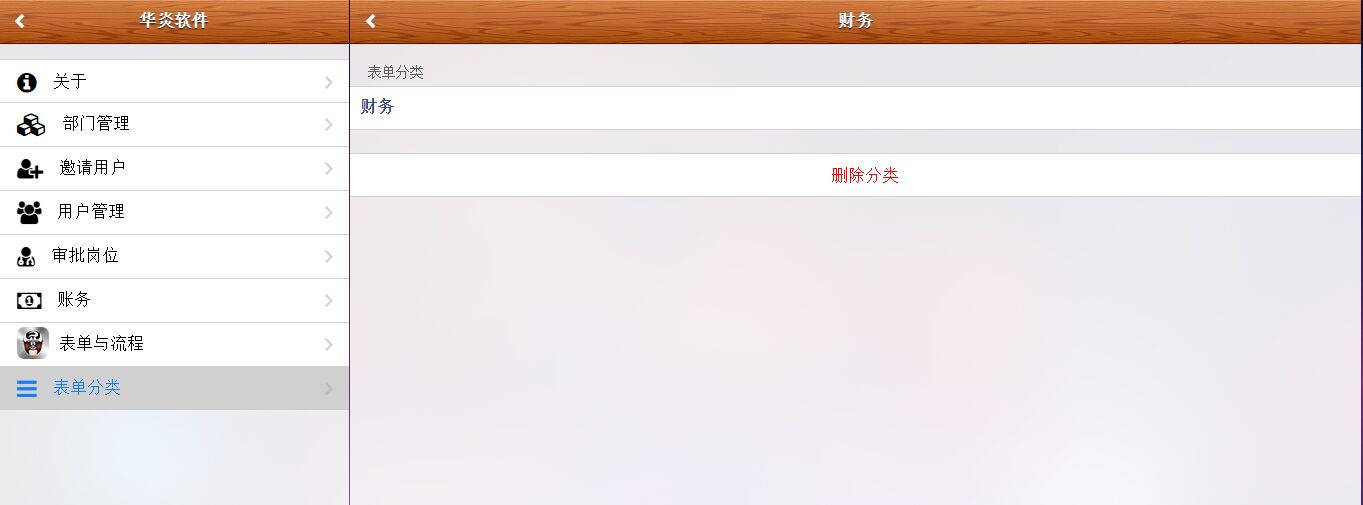 华炎软件
关于
部门管理
邀请用户
用户管理
审批岗位
账务
表单与流程
表单分类
财务
表单分类
财务
删除分类